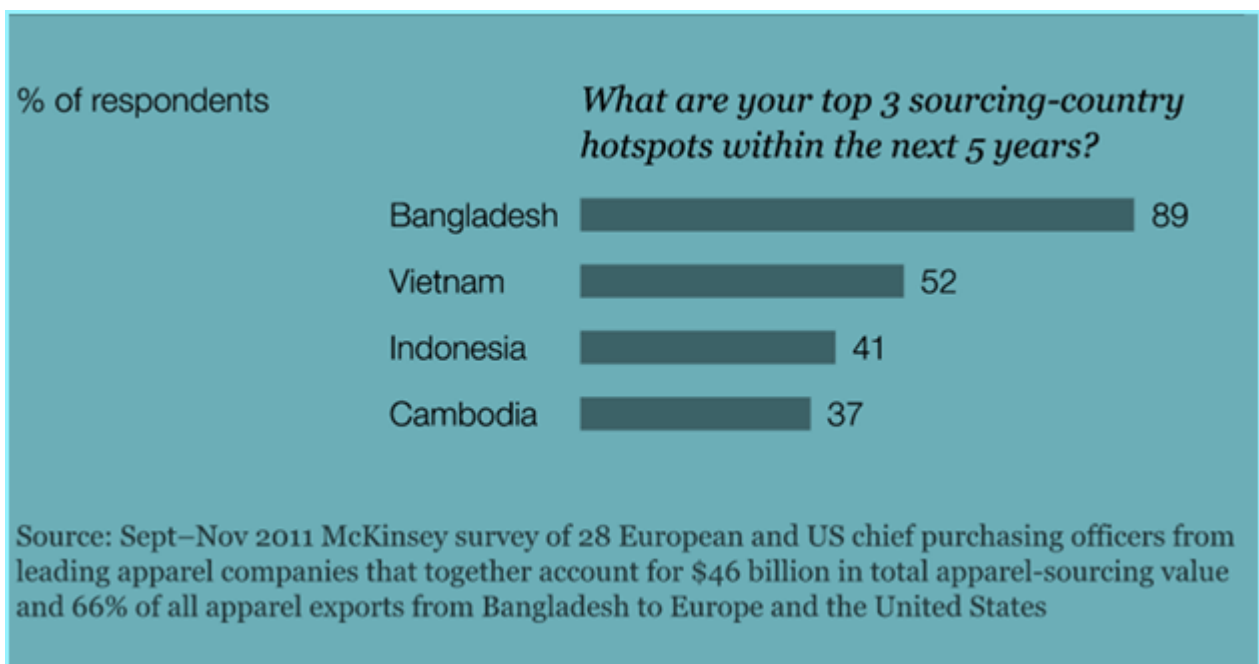 % of respondents
What are your top 3 sourcing-country
hotspots within the next 5 years?
Bangladesh 89
Vietnam 52
Indonesia 41
Cambodia 37
Source: Sept–Nov 2011 McKinsey survey of 28 European and US chief purchasing officers from
leading apparel companies that together account for $46 billion in total apparel-sourcing value
and 66% of all apparel exports from Bangladesh to Europe and the United States